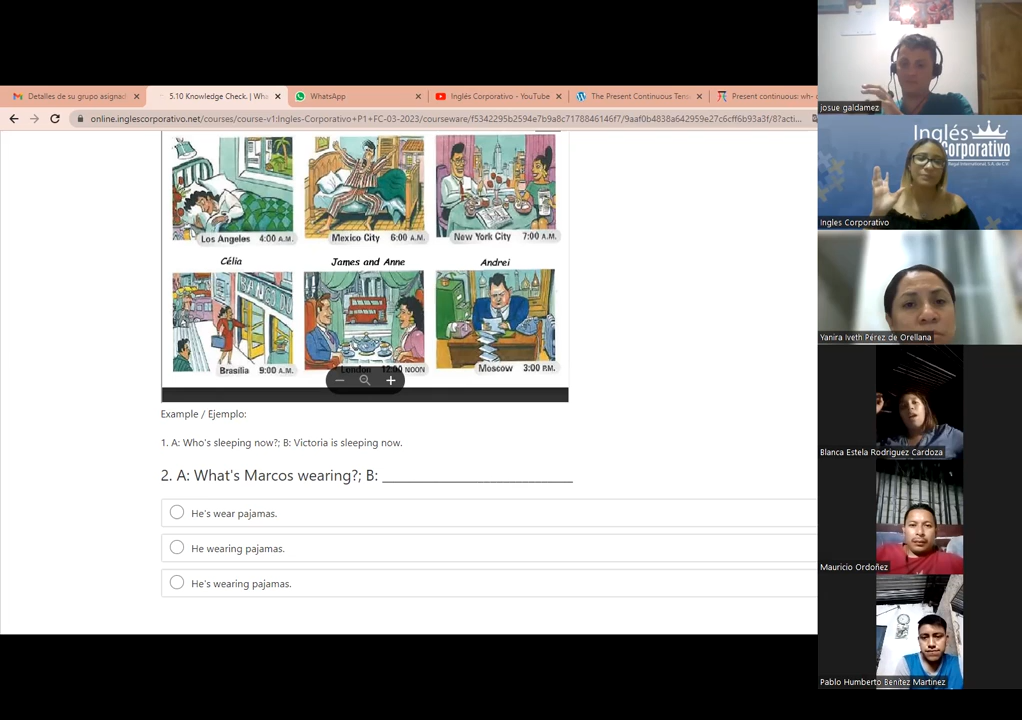 Detalles de su grupo asignad
5.10 Knowledge Check. | Wha
WhatsApp
Inglés Corporativo - YouTube
The Present Continuous Tens
Present continuous: wh-
online.inglescorporativo.net/courses/course-v1:Ingles-Corporativo+P1+FC-03-2023/courseware/f5342295b2594e7b9a8c7178846146f7/9aaf0b4838a642959e27c6cff6b93a3f/8?acti...
Los Angeles 4:00 A.M.
Mexico City 6:00 A.M.
New York City 7:00 A.M.
Célia
James and Anne
Andrei
Brasília 9:00 A.M.
London 12:00 NOON
Moscow 3:00 P.M.
Example / Ejemplo:
1. A: Who's sleeping now?; B: Victoria is sleeping now.
2. A: What's Marcos wearing?; B: ___________________________
He's wear pajamas.
He wearing pajamas.
He's wearing pajamas.
josue galdamez
Inglés
Corporativo
Ingles Corporativo
Yanira Iveth Pérez de Orellana
Blanca Estela Rodriguez Cardoza
Mauricio Ordoñez
Pablo Humberto Benitez Martinez